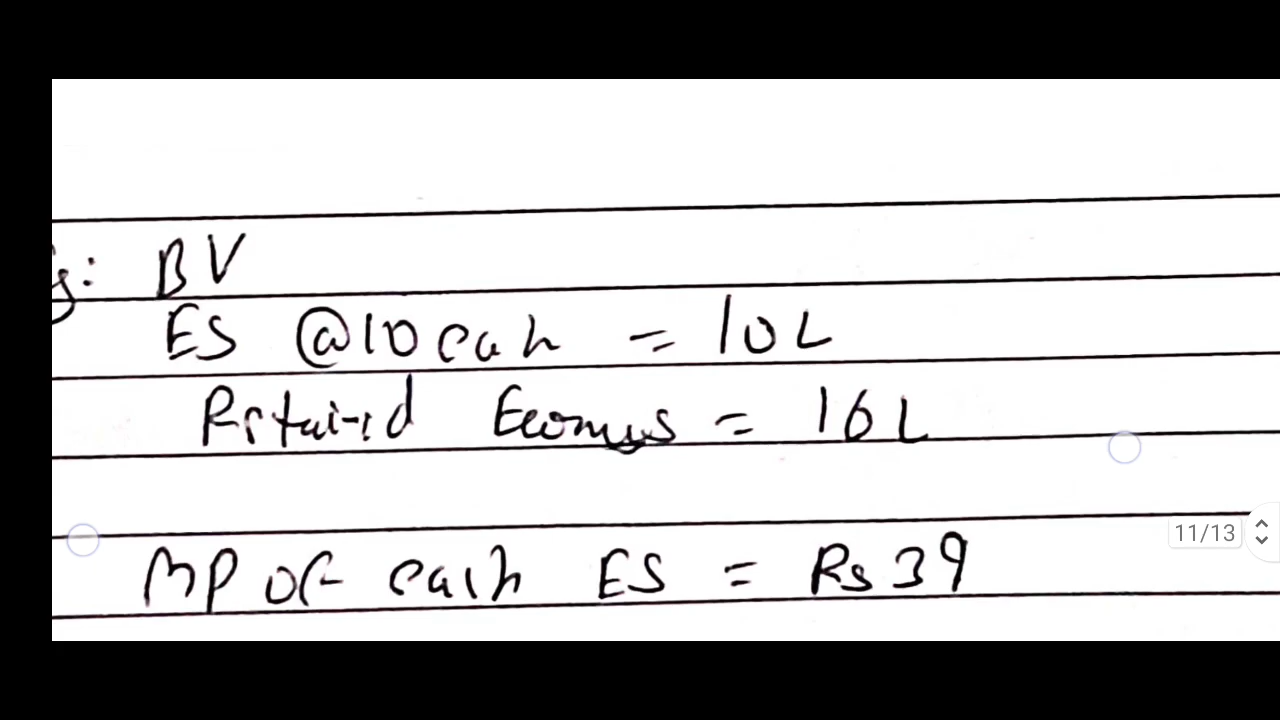 g: BV
ES @10 each = 10L
Retained Earnings = 16L
MP of each ES = Rs 39
11/13